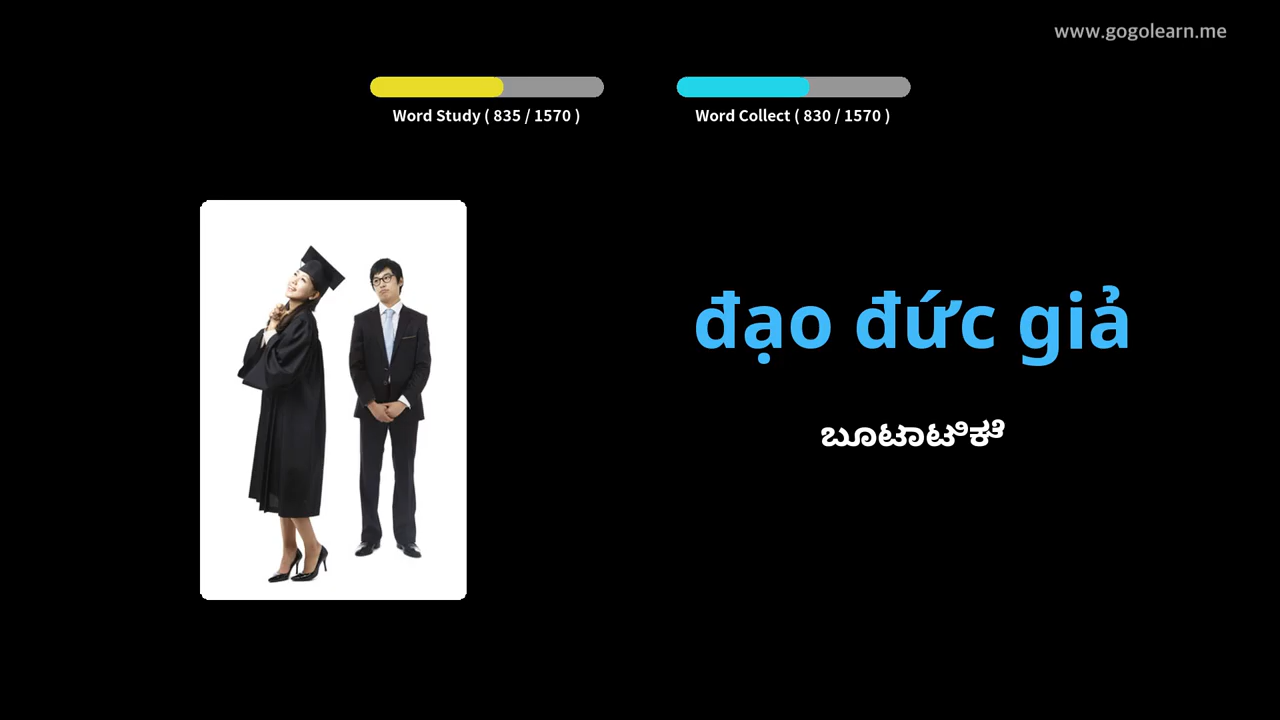 www.gogolearn.me
Word Study ( 835 / 1570 )
Word Collect ( 830 / 1570 )
đạo đức giả
ಬೂಟಾಟಿಕೆ